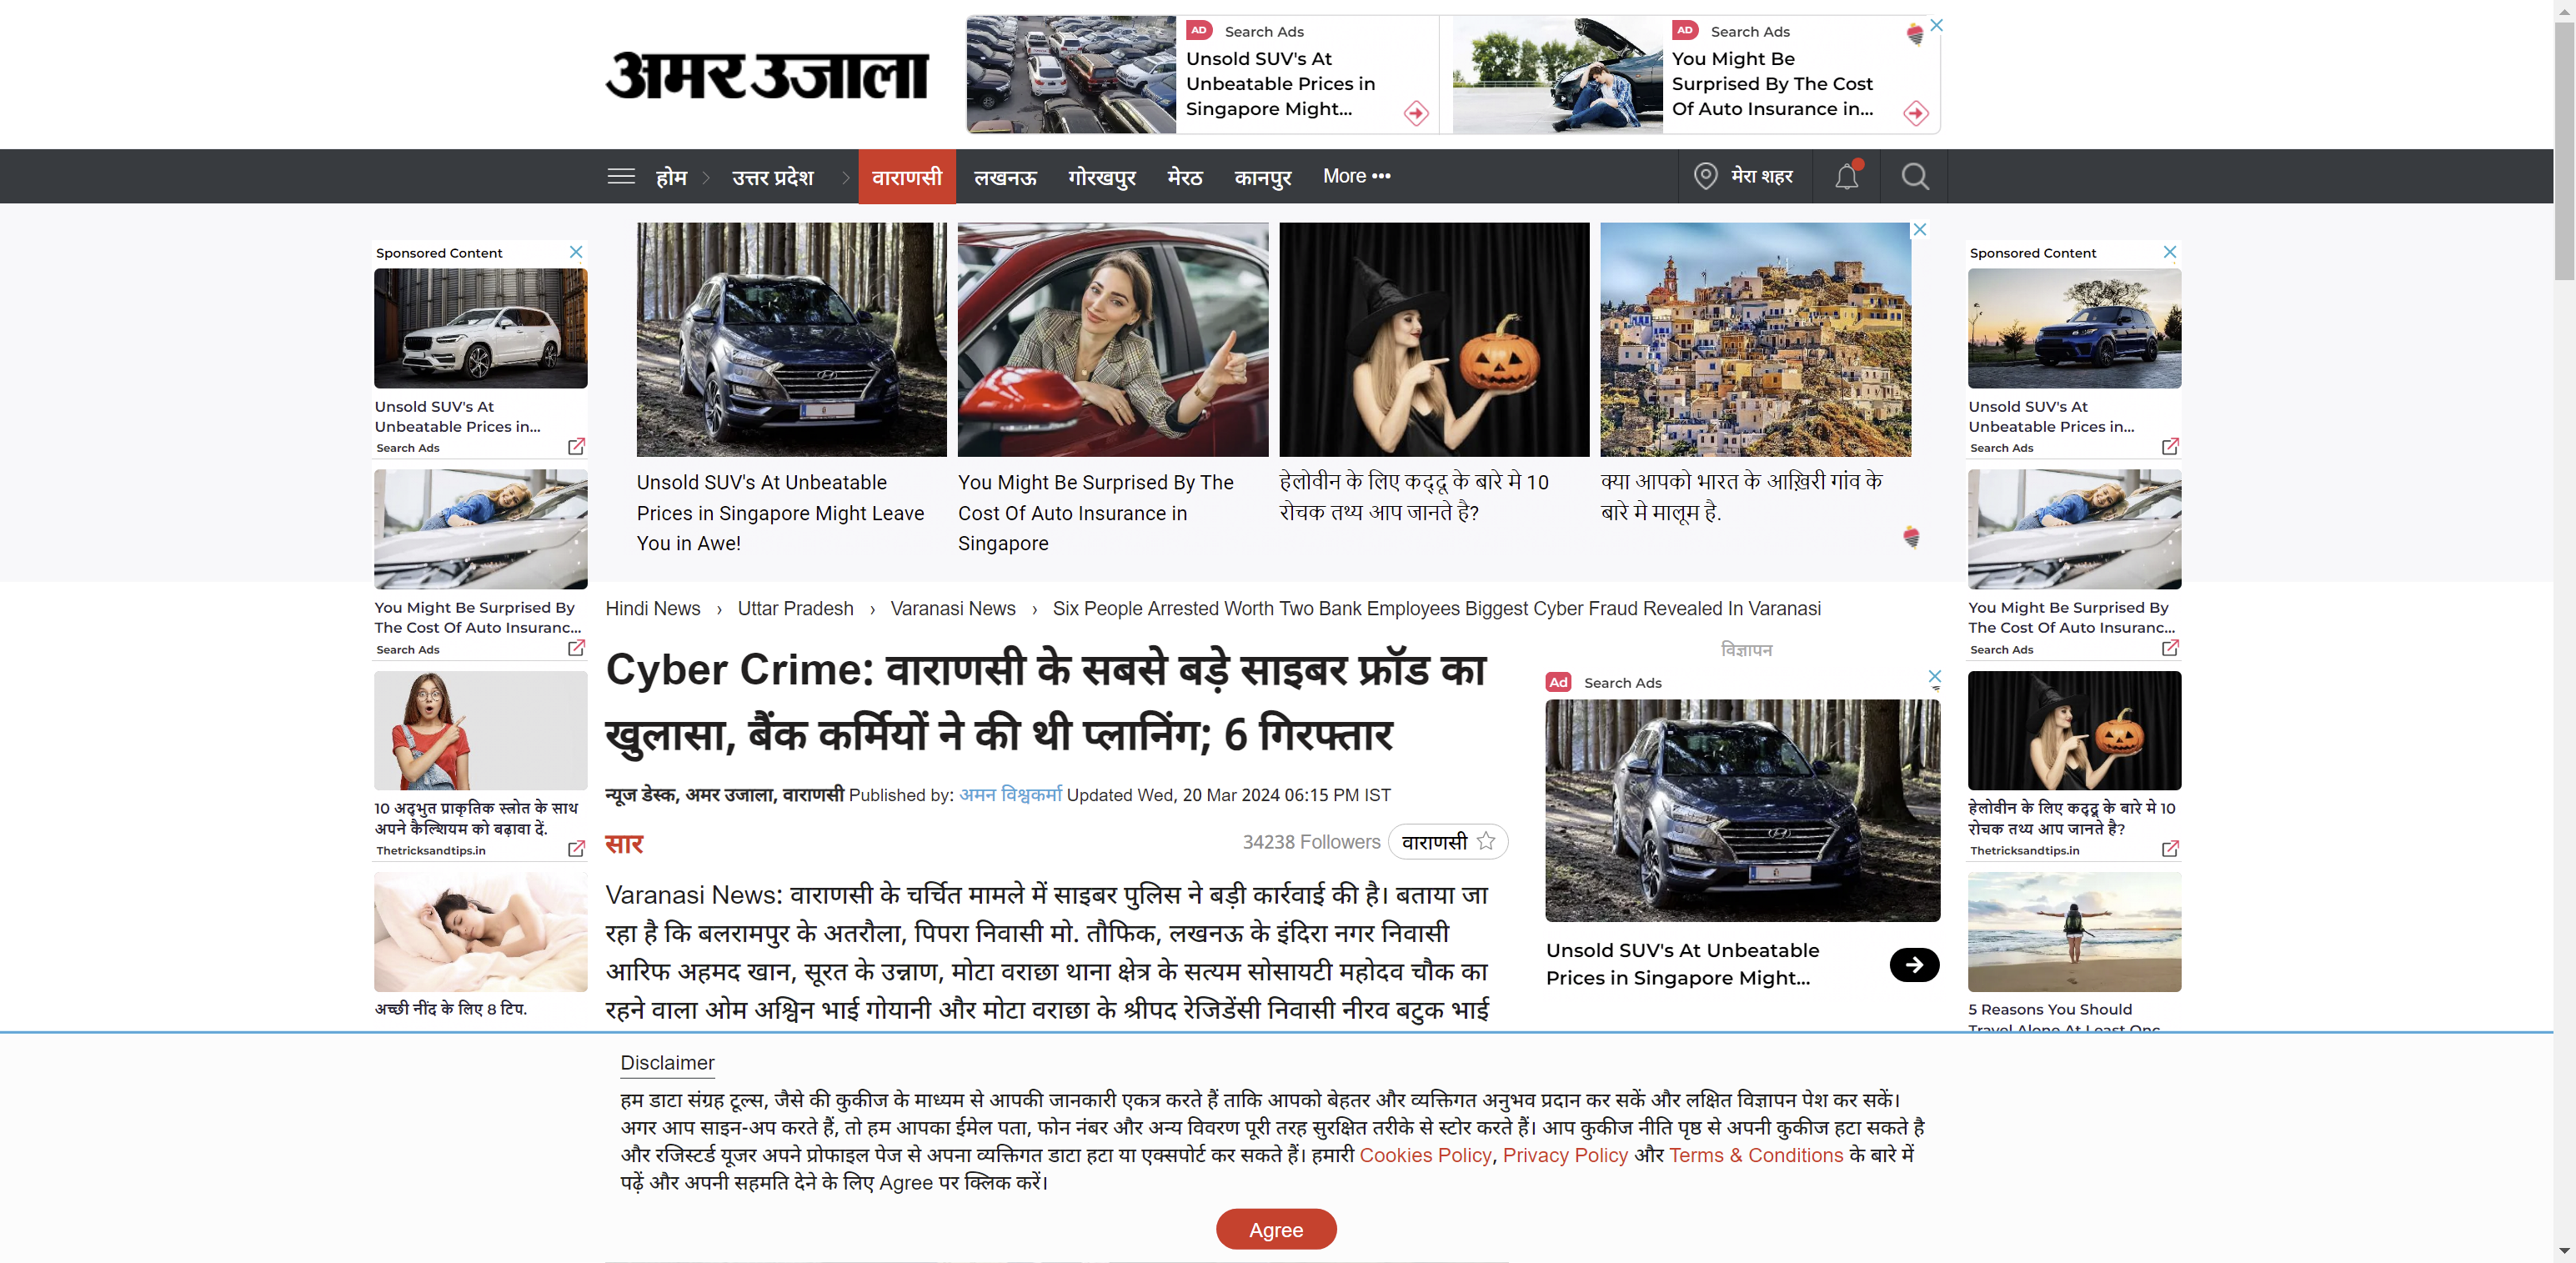 अमर उजाला
AD Search Ads
Unsold SUV's At
Unbeatable Prices in
Singapore Might...
AD Search Ads
You Might Be
Surprised By The Cost
Of Auto Insurance in...
होम
उत्तर प्रदेश
वाराणसी
लखनऊ
गोरखपुर
मेरठ
कानपुर
More •••
मेरा शहर
Sponsored Content
Unsold SUV's At
Unbeatable Prices in...
Search Ads
You Might Be Surprised By
The Cost Of Auto Insuranc...
Search Ads
10 अद्भुत प्राकृतिक स्त्रोत के साथ
अपने कैल्शियम को बढ़ावा दें.
Thetricksandtips.in
अच्छी नींद के लिए 8 टिप.
Unsold SUV's At Unbeatable
Prices in Singapore Might Leave
You in Awe!
You Might Be Surprised By The
Cost Of Auto Insurance in
Singapore
हेलोवीन के लिए कद्दू के बारे मे 10
रोचक तथ्य आप जानते है?
क्या आपको भारत के आख़िरी गांव के
बारे मे मालूम है.
Hindi News › Uttar Pradesh › Varanasi News › Six People Arrested Worth Two Bank Employees Biggest Cyber Fraud Revealed In Varanasi
Cyber Crime: वाराणसी के सबसे बड़े साइबर फ्रॉड का
खुलासा, बैंक कर्मियों ने की थी प्लानिंग; 6 गिरफ्तार
न्यूज डेस्क, अमर उजाला, वाराणसी Published by: अमन विश्वकर्मा Updated Wed, 20 Mar 2024 06:15 PM IST
सार
34238 Followers वाराणसी
Varanasi News: वाराणसी के चर्चित मामले में साइबर पुलिस ने बड़ी कार्रवाई की है। बताया जा
रहा है कि बलरामपुर के अतरौला, पिपरा निवासी मो. तौफिक, लखनऊ के इंदिरा नगर निवासी
आरिफ अहमद खान, सूरत के उन्नाण, मोटा वराछा थाना क्षेत्र के सत्यम सोसायटी महोदव चौक का
रहने वाला ओम अश्विन भाई गोयानी और मोटा वराछा के श्रीपद रेजिडेंसी निवासी नीरव बटुक भाई
विज्ञापन
Ad Search Ads
Unsold SUV's At Unbeatable
Prices in Singapore Might...
Sponsored Content
Unsold SUV's At
Unbeatable Prices in...
Search Ads
You Might Be Surprised By
The Cost Of Auto Insuranc...
Search Ads
हेलोवीन के लिए कद्दू के बारे मे 10
रोचक तथ्य आप जानते है?
Thetricksandtips.in
5 Reasons You Should
Travel Alone At Least Onc
Disclaimer
हम डाटा संग्रह टूल्स, जैसे की कुकीज के माध्यम से आपकी जानकारी एकत्र करते हैं ताकि आपको बेहतर और व्यक्तिगत अनुभव प्रदान कर सकें और लक्षित विज्ञापन पेश कर सकें।
अगर आप साइन-अप करते हैं, तो हम आपका ईमेल पता, फोन नंबर और अन्य विवरण पूरी तरह सुरक्षित तरीके से स्टोर करते हैं। आप कुकीज नीति पृष्ठ से अपनी कुकीज हटा सकते है
और रजिस्टर्ड यूजर अपने प्रोफाइल पेज से अपना व्यक्तिगत डाटा हटा या एक्सपोर्ट कर सकते हैं। हमारी Cookies Policy, Privacy Policy और Terms & Conditions के बारे में
पढ़ें और अपनी सहमति देने के लिए Agree पर क्लिक करें।
Agree